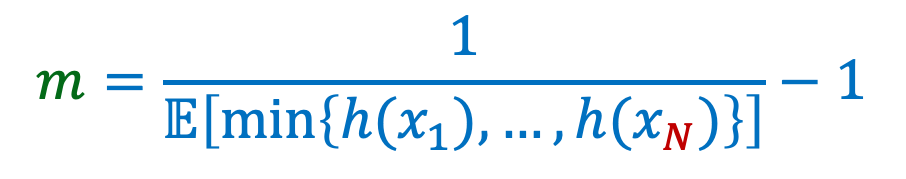 m = 1 / 𝔼[min{h(x₁), …, h(x_N)}] − 1